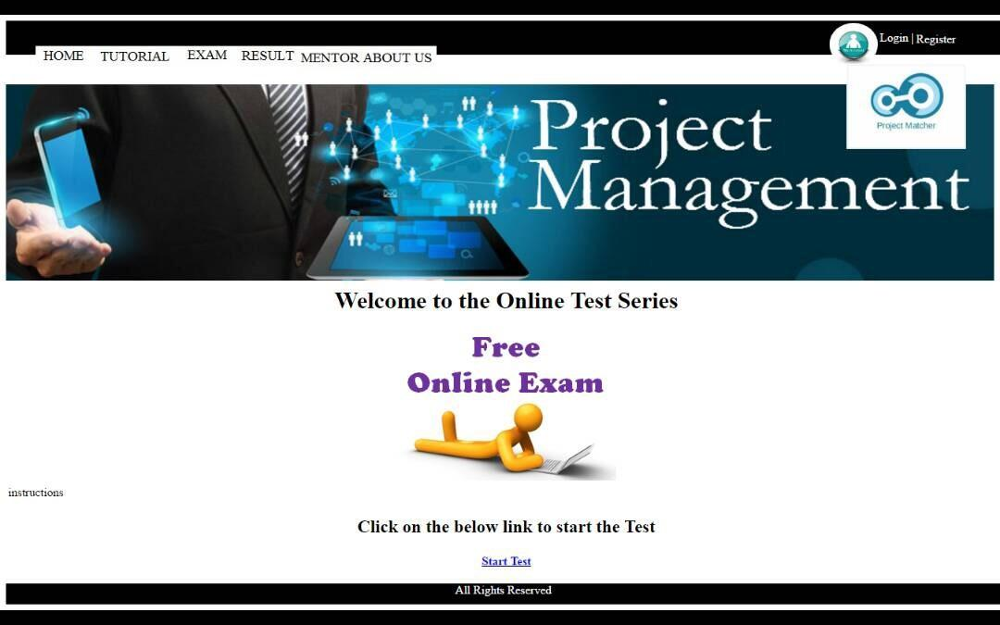 Login | Register
HOME TUTORIAL EXAM RESULT MENTOR ABOUT US
Project Matcher
Project
Management
Welcome to the Online Test Series
Free
Online Exam
instructions
Click on the below link to start the Test
Start Test
All Rights Reserved